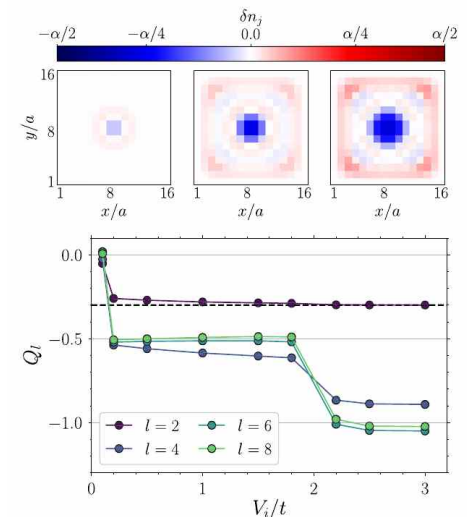 δn_j
−α/2 −α/4 0.0 α/4 α/2
16
8
1
y/a
1 8 16 1 8 16 1 8 16
x/a x/a x/a
0.0
−0.5
−1.0
Q_l
l = 2 l = 6
l = 4 l = 8
0 1 2 3
V_i/t